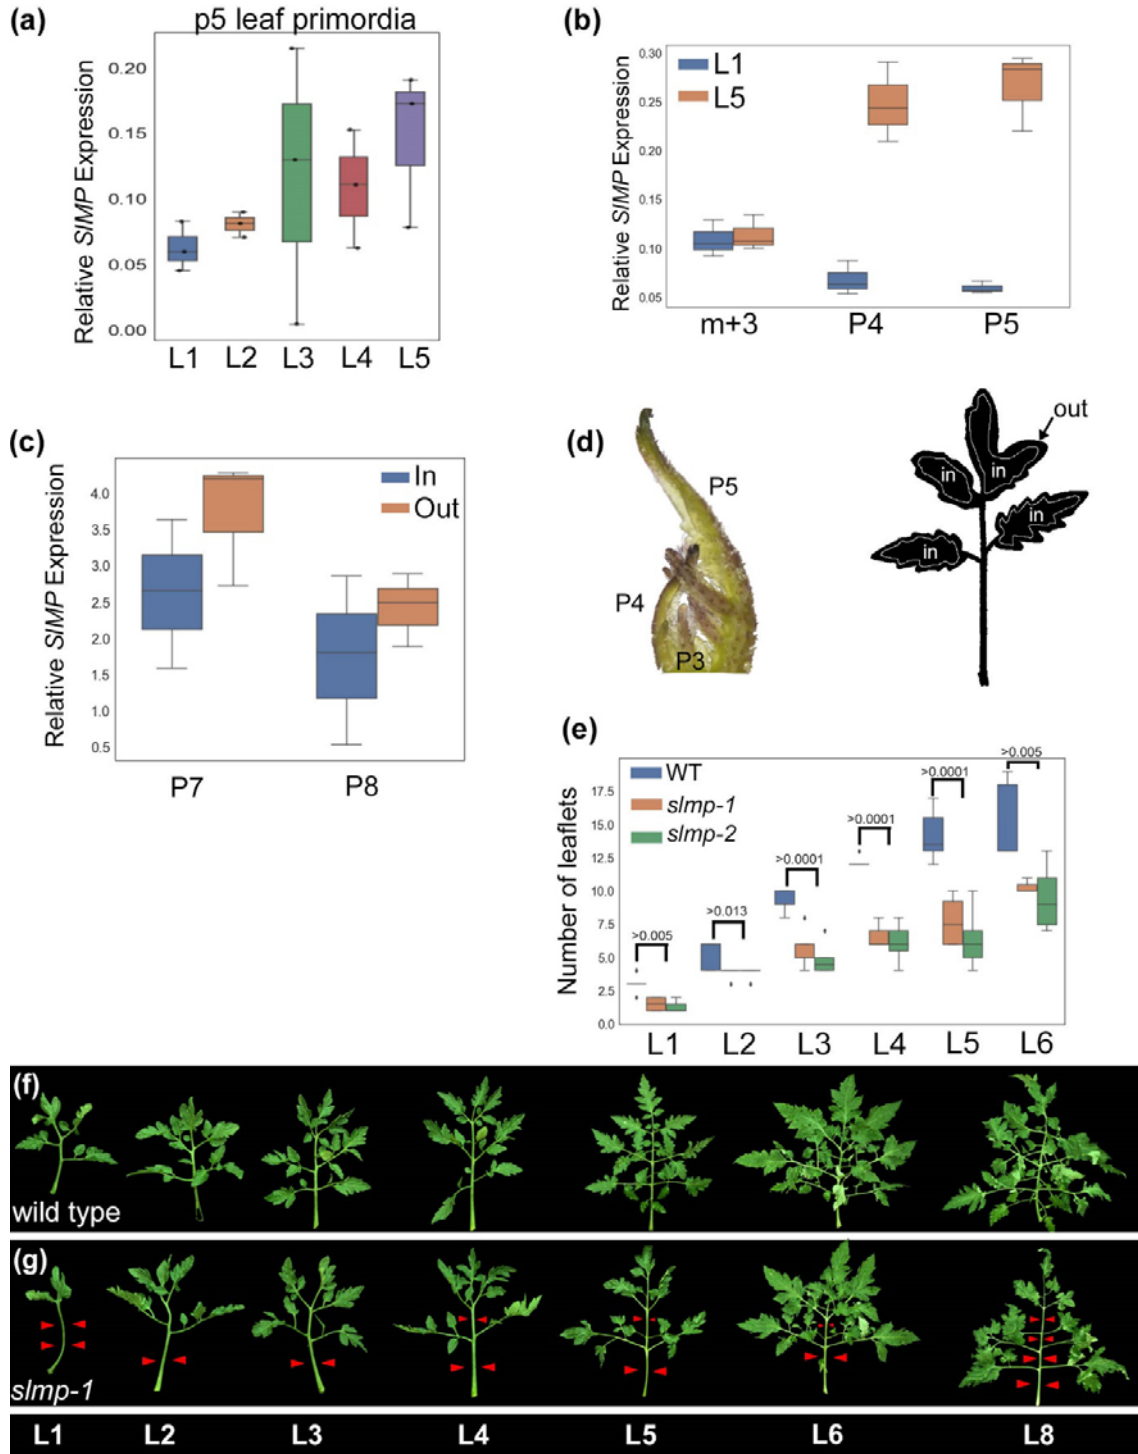 (a)
p5 leaf primordia
Relative SlMP Expression
0.20
0.15
0.10
0.05
0.00
L1 L2 L3 L4 L5
(b)
Relative SlMP Expression
0.30
0.25
0.20
0.15
0.10
0.05
L1
L5
m+3 P4 P5
(c)
Relative SlMP Expression
4.0
3.5
3.0
2.5
2.0
1.5
1.0
0.5
In
Out
P7 P8
(d)
P5
P4
P3
out
in
in
in
in
(e)
Number of leaflets
17.5
15.0
12.5
10.0
7.5
5.0
2.5
0.0
WT
slmp-1
slmp-2
>0.005
>0.013
>0.0001
>0.0001
>0.0001
>0.005
L1 L2 L3 L4 L5 L6
(f)
wild type
(g)
slmp-1
L1 L2 L3 L4 L5 L6 L8